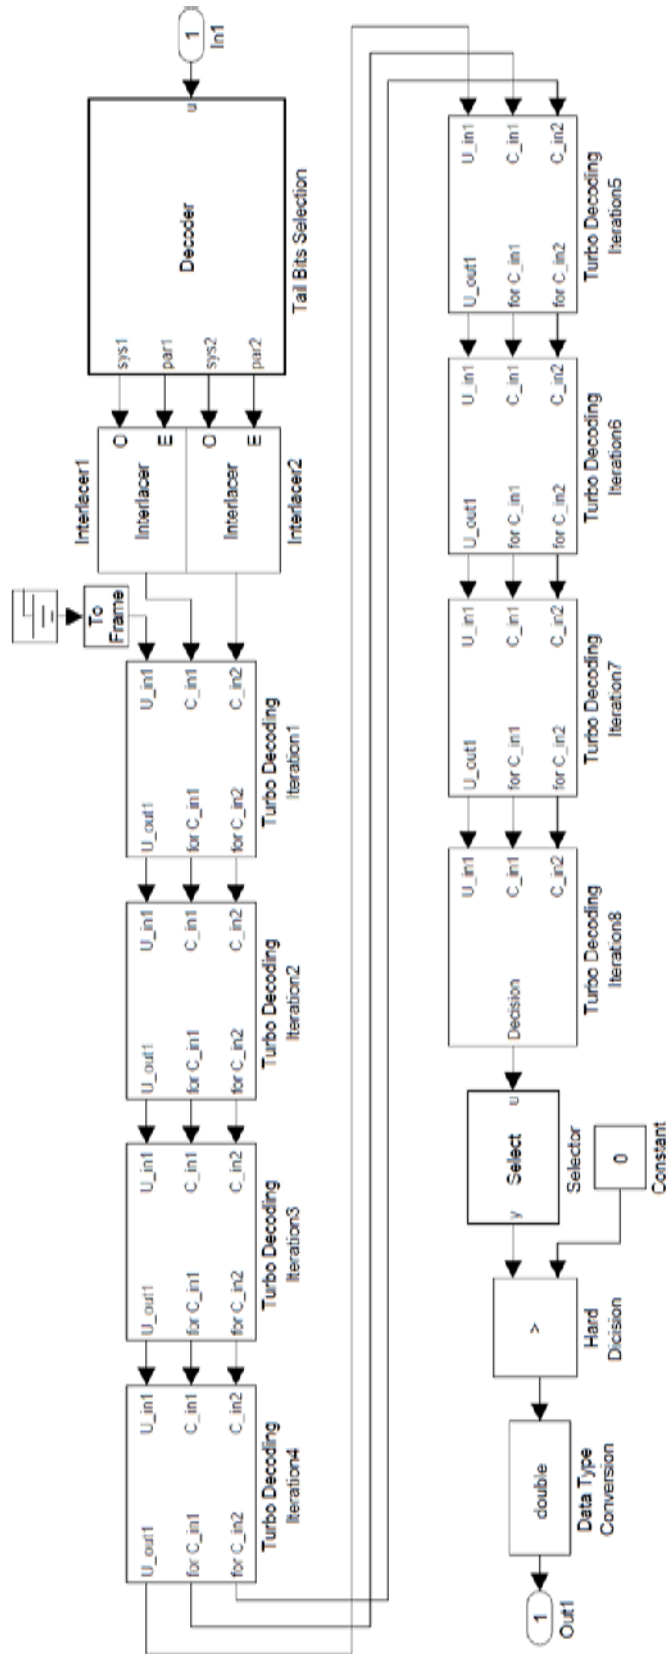 1
In1
u
Decoder
sys1
par1
sys2
par2
Tail Bits Selection
Interlacer1
O
Interlacer
E
O
Interlacer
E
Interlacer2
To
Frame
U_in1
C_in1
C_in2
U_out1
for C_in1
for C_in2
Turbo Decoding
Iteration1
U_in1
C_in1
C_in2
U_out1
for C_in1
for C_in2
Turbo Decoding
Iteration2
U_in1
C_in1
C_in2
U_out1
for C_in1
for C_in2
Turbo Decoding
Iteration3
U_in1
C_in1
C_in2
U_out1
for C_in1
for C_in2
Turbo Decoding
Iteration4
U_in1
C_in1
C_in2
U_out1
for C_in1
for C_in2
Turbo Decoding
Iteration5
U_in1
C_in1
C_in2
U_out1
for C_in1
for C_in2
Turbo Decoding
Iteration6
U_in1
C_in1
C_in2
U_out1
for C_in1
for C_in2
Turbo Decoding
Iteration7
U_in1
C_in1
C_in2
Decision
Turbo Decoding
Iteration8
u
Select
y
Selector
0
Constant
>
Hard
Dicision
double
Data Type
Conversion
1
Out1